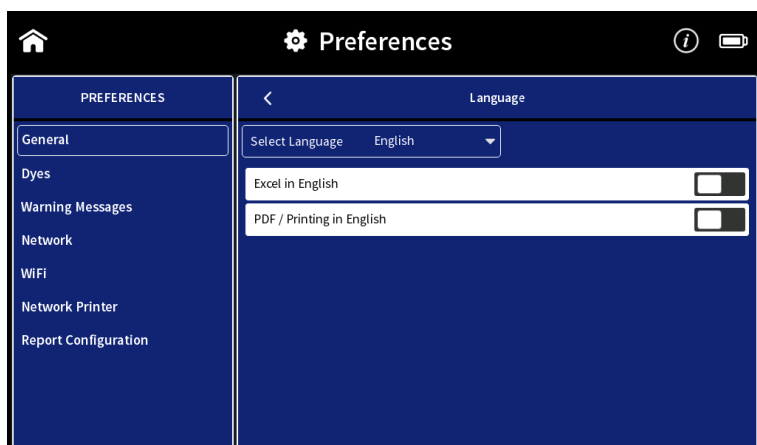 Preferences
PREFERENCES
General
Dyes
Warning Messages
Network
WiFi
Network Printer
Report Configuration
Language
Select Language English
Excel in English
PDF / Printing in English